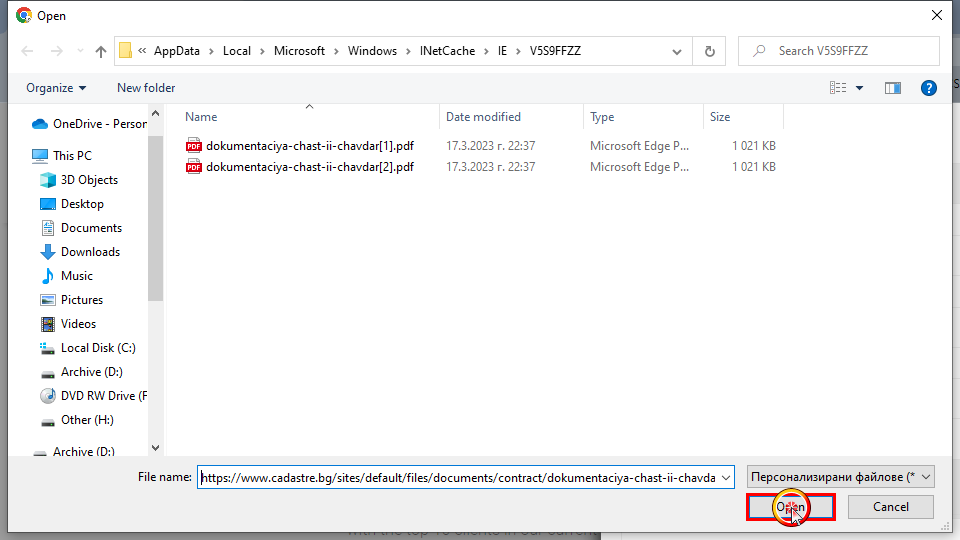 Open
« AppData > Local > Microsoft > Windows > INetCache > IE > V5S9FFZZ
Search V5S9FFZZ
Organize
New folder
Name
Date modified
Type
Size
dokumentaciya-chast-ii-chavdar[1].pdf
17.3.2023 г. 22:37
Microsoft Edge P...
1 021 KB
dokumentaciya-chast-ii-chavdar[2].pdf
17.3.2023 г. 22:37
Microsoft Edge P...
1 021 KB
OneDrive - Person
This PC
3D Objects
Desktop
Documents
Downloads
Music
Pictures
Videos
Local Disk (C:)
Archive (D:)
DVD RW Drive (F
Other (H:)
Archive (D:)
File name:
https://www.cadastre.bg/sites/default/files/documents/contract/dokumentaciya-chast-ii-chavda
Персонализирани файлове (*
Open
Cancel